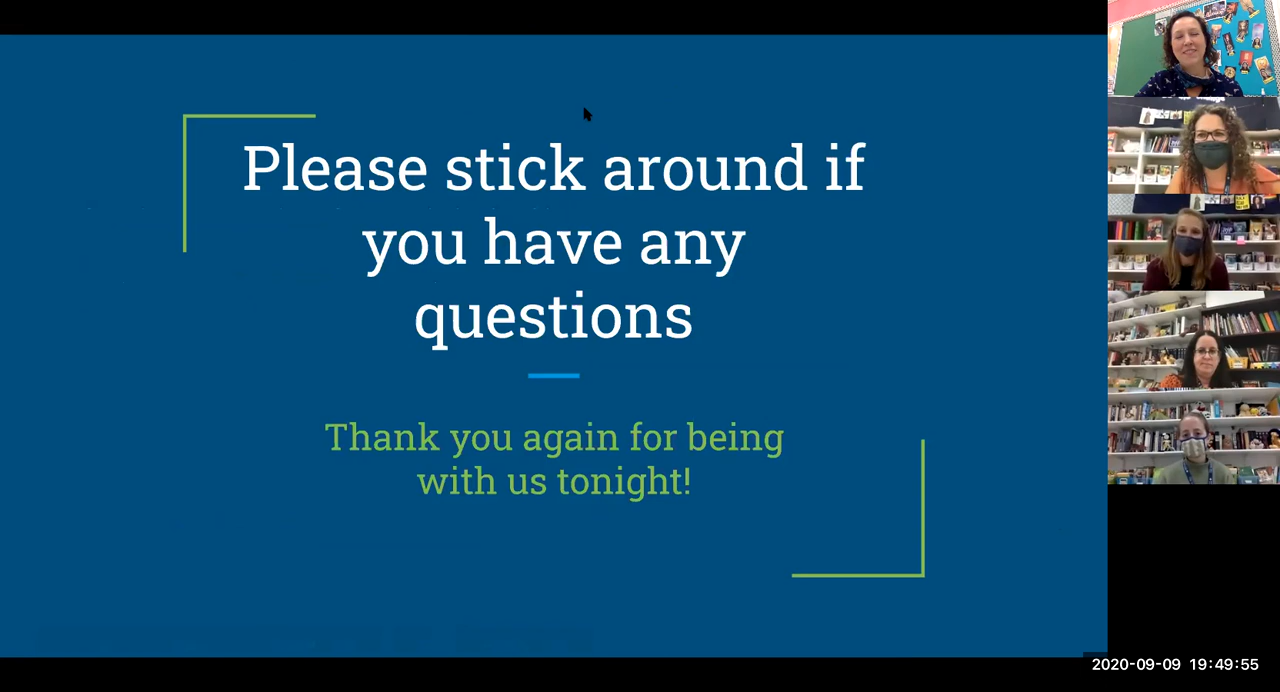 Please stick around if
you have any
questions
Thank you again for being
with us tonight!
2020-09-09 19:49:55